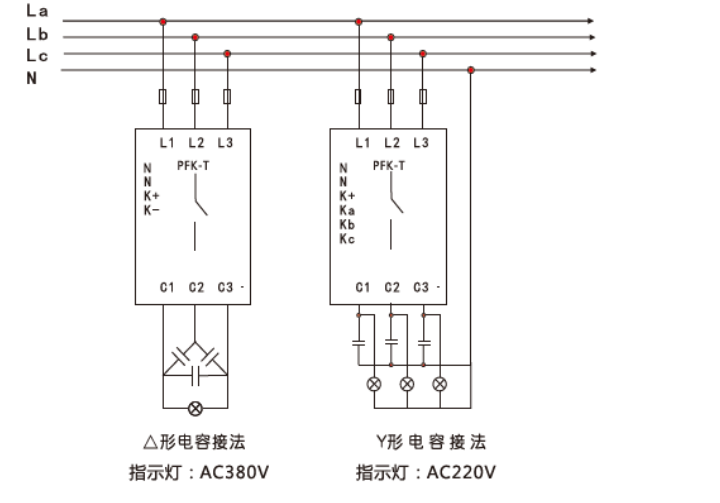 La
Lb
Lc
N
L1 L2 L3
N PFK-T
N
K+
K-
C1 C2 C3 -
L1 L2 L3
N PFK-T
N
K+
Ka
Kb
Kc
C1 C2 C3 -
△形电容接法
指示灯：AC380V
Y形电容接法
指示灯：AC220V